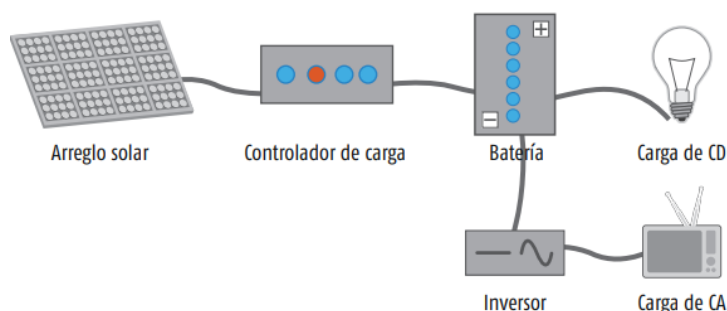 Arreglo solar
Controlador de carga
Batería
Carga de CD
Inversor
Carga de CA